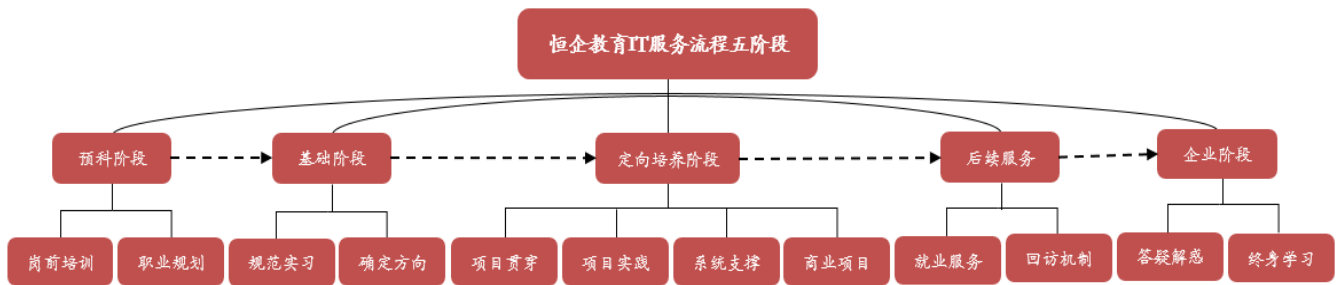 恒企教育IT服务流程五阶段
预科阶段
基础阶段
定向培养阶段
后续服务
企业阶段
岗前培训
职业规划
规范实习
确定方向
项目贯穿
项目实践
系统支撑
商业项目
就业服务
回访机制
答疑解惑
终身学习